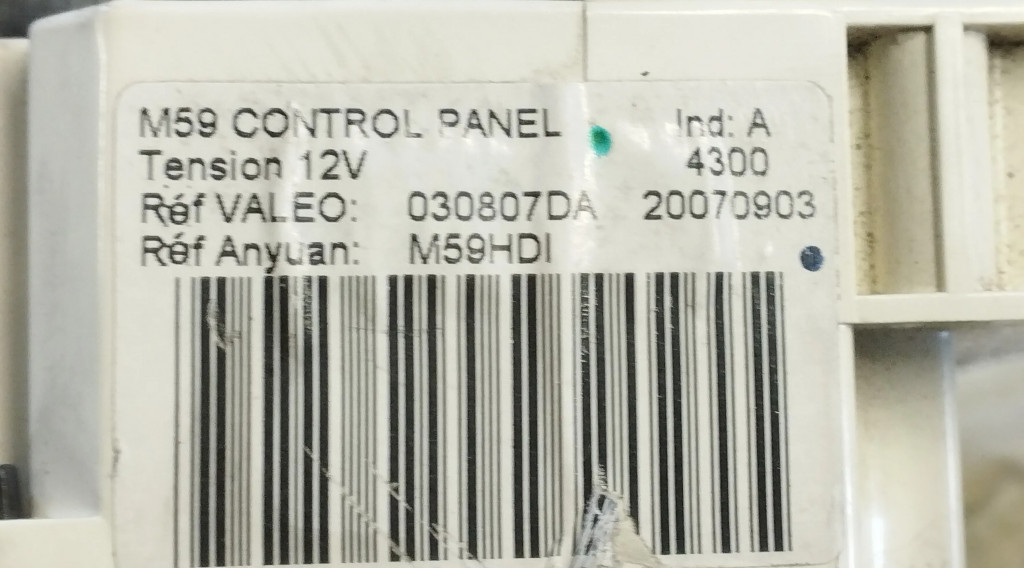 M59 CONTROL PANEL Ind: A
Tension 12V 4300
Réf VALEO: 030807DA 20070903
Réf Anyuan: M59HDI